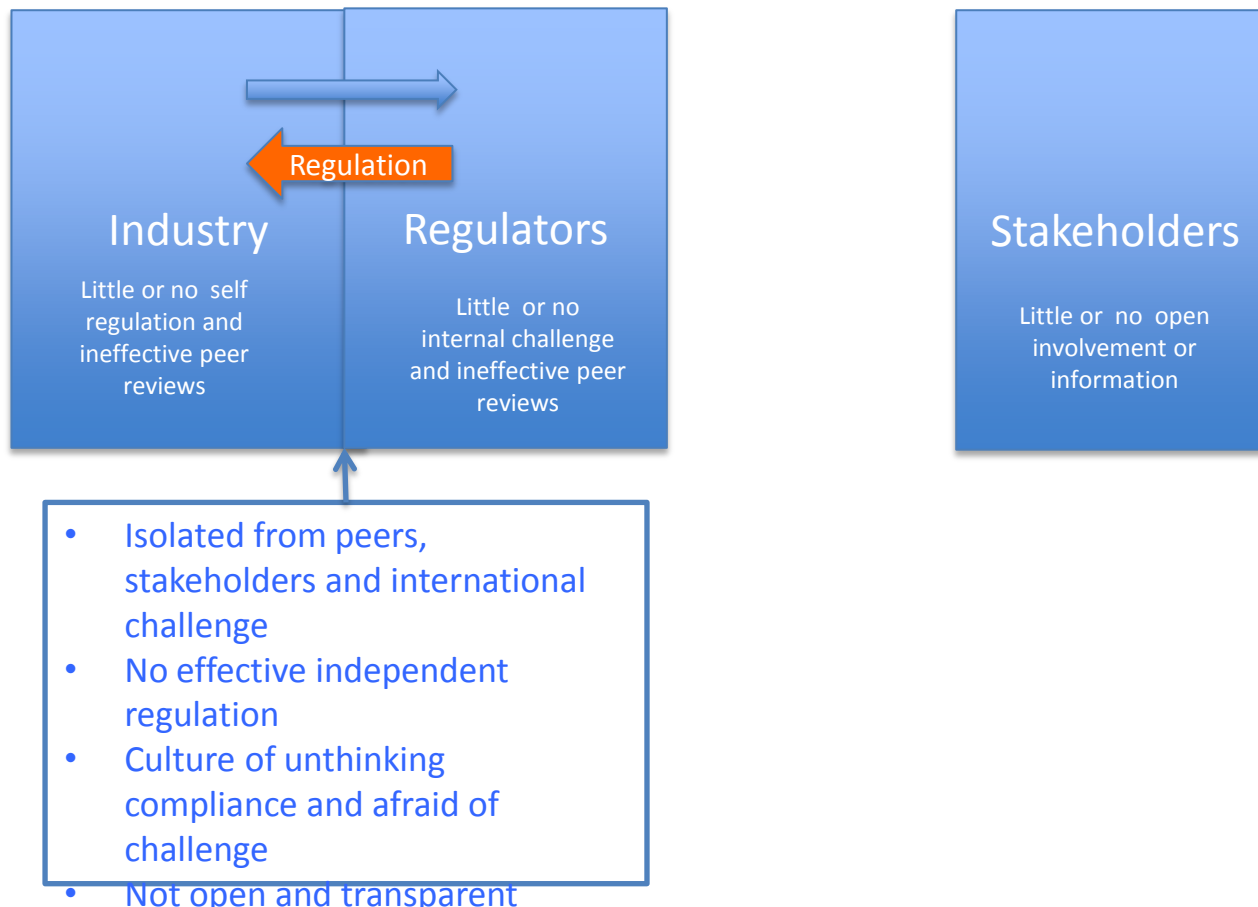 Regulation
Industry
Little or no self
regulation and
ineffective peer
reviews
Regulators
Little or no
internal challenge
and ineffective peer
reviews
Stakeholders
Little or no open
involvement or
information
• Isolated from peers,
stakeholders and international
challenge
• No effective independent
regulation
• Culture of unthinking
compliance and afraid of
challenge
• Not open and transparent